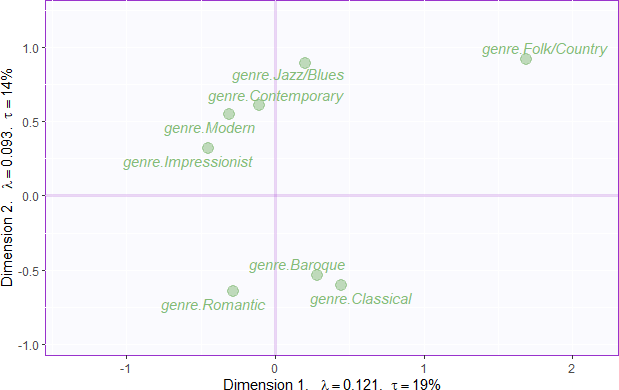 1.0
0.5
0.0
-0.5
-1.0
Dimension 2.   λ = 0.093.   τ = 14%
genre.Folk/Country
genre.Jazz/Blues
genre.Contemporary
genre.Modern
genre.Impressionist
genre.Baroque
genre.Classical
genre.Romantic
-1
0
1
2
Dimension 1.   λ = 0.121.   τ = 19%